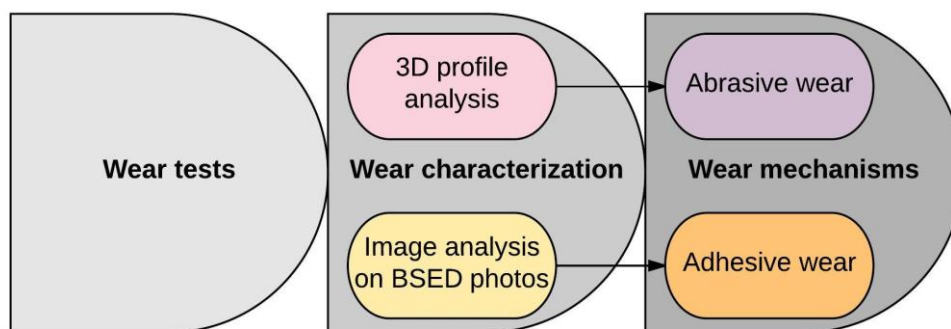 Wear tests
3D profile
analysis
Wear characterization
Image analysis
on BSED photos
Abrasive wear
Wear mechanisms
Adhesive wear